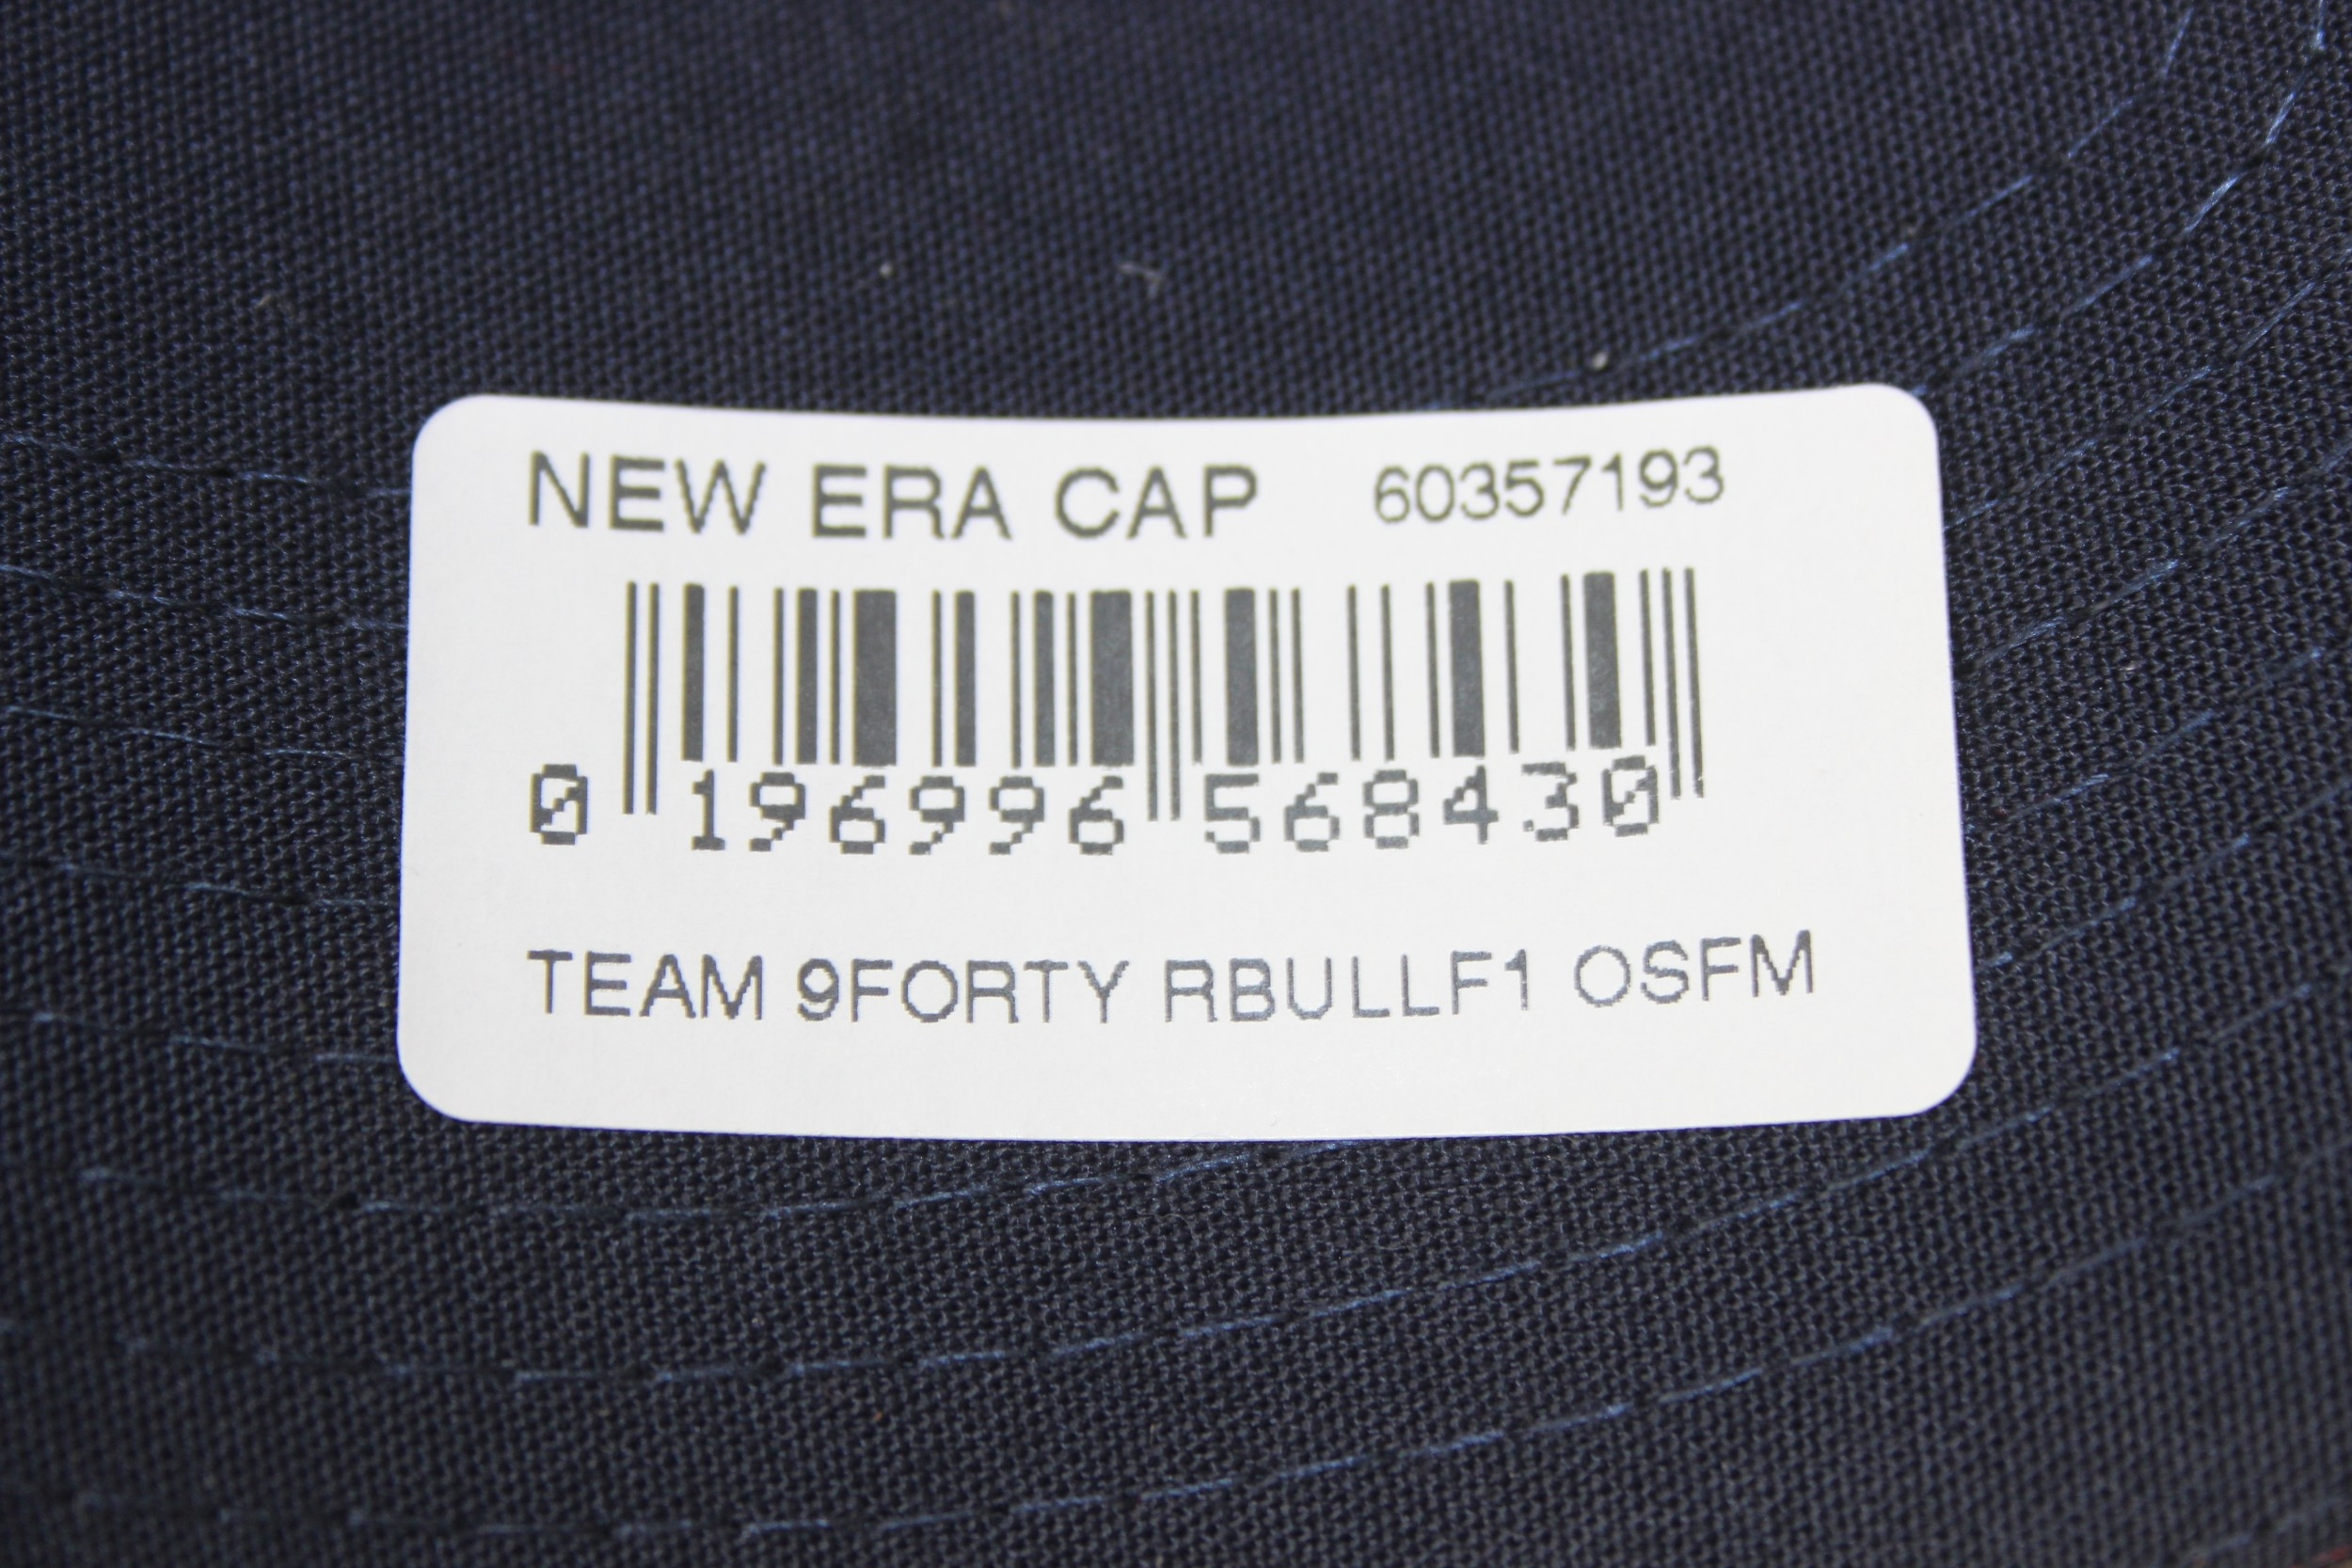 NEW ERA CAP 60357193
0 196996 568430
TEAM 9FORTY RBULLF1 OSFM